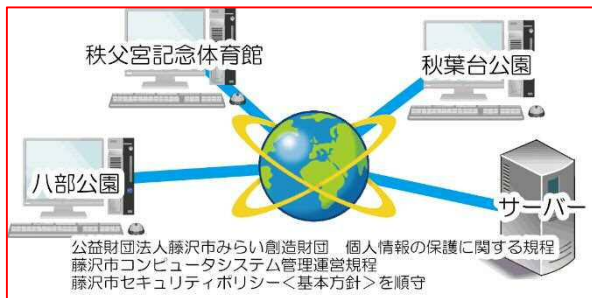 秩父宮記念体育館
秋葉台公園
八部公園
サーバー
公益財団法人藤沢市みらい創造財団　個人情報の保護に関する規程
藤沢市コンピュータシステム管理運営規程
藤沢市セキュリティポリシー＜基本方針＞を順守